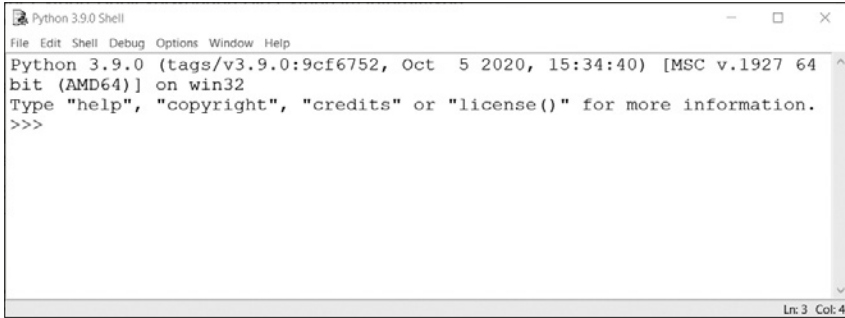 Python 3.9.0 Shell
File Edit Shell Debug Options Window Help
Python 3.9.0 (tags/v3.9.0:9cf6752, Oct  5 2020, 15:34:40) [MSC v.1927 64
bit (AMD64)] on win32
Type "help", "copyright", "credits" or "license()" for more information.
>>>
Ln: 3 Col: 4